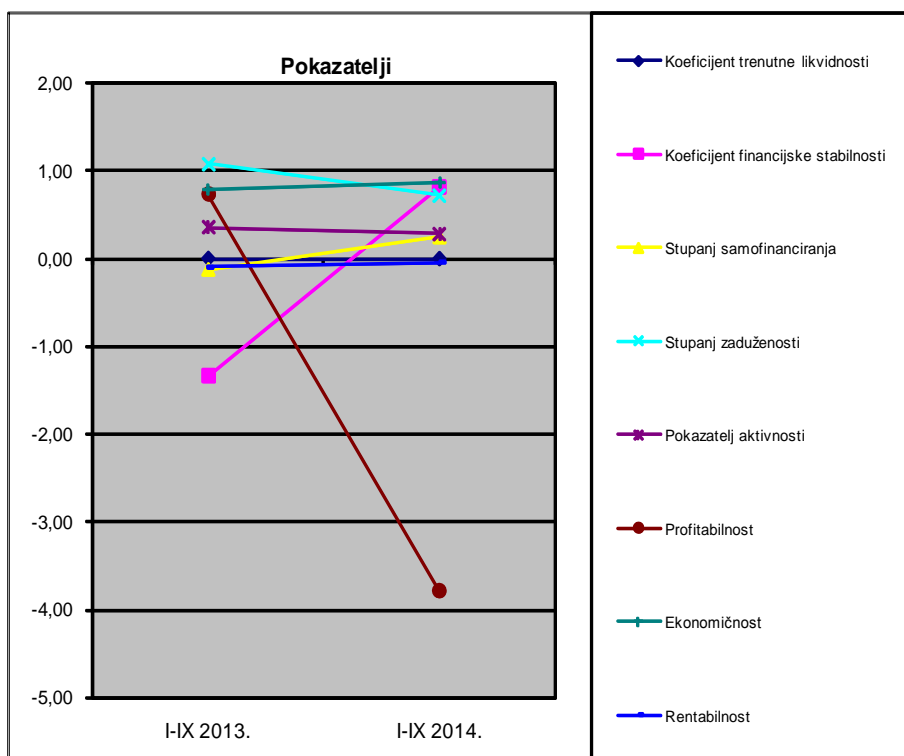 Pokazatelji
2,00
1,00
0,00
-1,00
-2,00
-3,00
-4,00
-5,00
I-IX 2013.
I-IX 2014.
Koeficijent trenutne likvidnosti
Koeficijent financijske stabilnosti
Stupanj samofinanciranja
Stupanj zaduženosti
Pokazatelj aktivnosti
Profitabilnost
Ekonomičnost
Rentabilnost